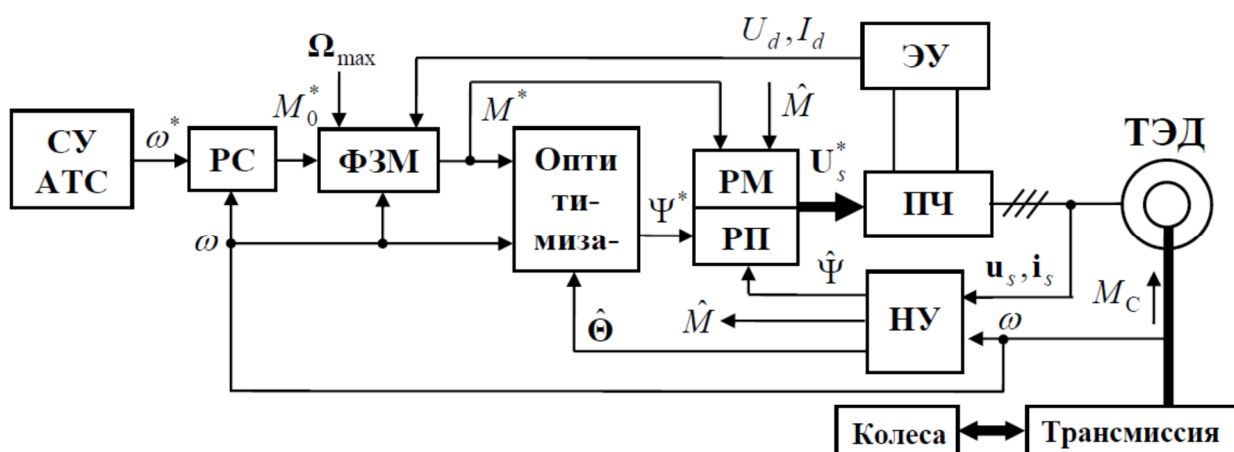 U_d, I_d
ЭУ
Ω_max
M_0^*
M^*
M̂
ТЭД
СУ
АТС
ω^*
РС
ФЗМ
Опти
ти-
миза-
РМ
РП
U_s^*
ПЧ
Ψ^*
ω
Ψ̂
u_s, i_s
M_C
НУ
Θ̂
M̂
ω
Колеса
Трансмиссия